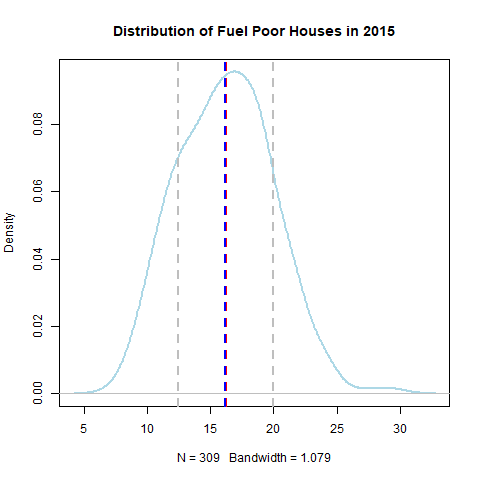 Distribution of Fuel Poor Houses in 2015
Density
0.08
0.06
0.04
0.02
0.00
5 10 15 20 25 30
N = 309 Bandwidth = 1.079